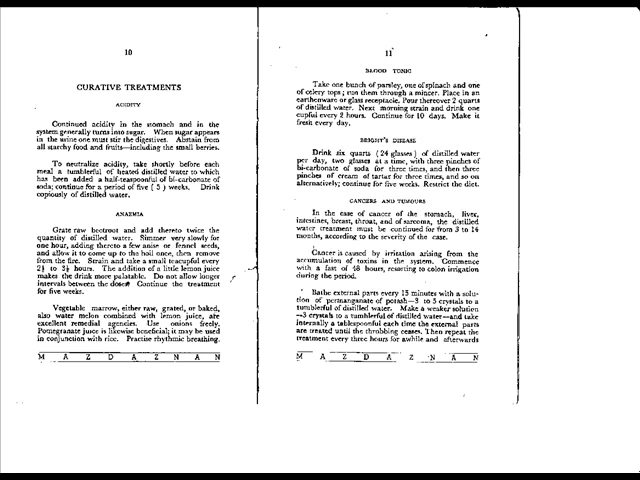 10
CURATIVE TREATMENTS
ACIDITY
Continued acidity in the stomach and in the
system generally turns into sugar. When sugar appears
in the urine one must stir the digestives. Abstain from
all starchy food and fruits—including the small berries.
To neutralize acidity, take shortly before each
meal a tumblerful of heated distilled water to which
has been added a half-teaspoonful of bi-carbonate of
soda; continue for a period of five ( 5 ) weeks. Drink
copiously of distilled water.
ANAEMIA
Grate raw beetroot and add thereto twice the
quantity of distilled water. Simmer very slowly for
one hour, adding thereto a few anise or fennel seeds,
and allow it to come up to the boil once, then remove
from the fire. Strain and take a small teacupful every
2½ to 3½ hours. The addition of a little lemon juice
makes the drink more palatable. Do not allow longer
intervals between the doses. Continue the treatment
for five weeks.
Vegetable marrow, either raw, grated, or baked,
also water melon combined with lemon juice, are
excellent remedial agencies. Use onions freely.
Pomegranate juice is likewise beneficial; it may be used
in conjunction with rice. Practise rhythmic breathing.
M A Z D A Z N A N
11
BLOOD TONIC
Take one bunch of parsley, one of spinach and one
of celery tops; run them through a mincer. Place in an
earthenware or glass receptacle. Pour thereover 2 quarts
of distilled water. Next morning strain and drink one
cupful every 2 hours. Continue for 10 days. Make it
fresh every day.
BRIGHT'S DISEASE
Drink six quarts ( 24 glasses ) of distilled water
per day, two glasses at a time, with three pinches of
bi-carbonate of soda for three times, and then three
pinches of cream of tartar for three times, and so on
alternatively; continue for five weeks. Restrict the diet.
CANCERS AND TUMOURS
In the case of cancer of the stomach, liver,
intestines, breast, throat, and of sarcoma, the distilled
water treatment must be continued for from 3 to 14
months, according to the severity of the case.
Cancer is caused by irritation arising from the
accumulation of toxins in the system. Commence
with a fast of 48 hours, resorting to colon irrigation
during the period.
Bathe external parts every 15 minutes with a solu-
tion of permanganate of potash—3 to 5 crystals to a
tumblerful of distilled water. Make a weaker solution
—3 crystals to a tumblerful of distilled water—and take
internally a tablespoonful each time the external parts
are treated until the throbbing ceases. Then repeat the
treatment every three hours for awhile and afterwards
M A Z D A Z N A N